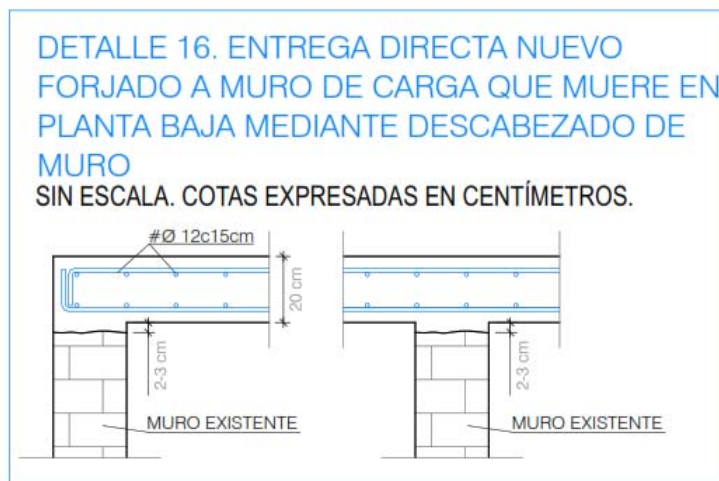 DETALLE 16. ENTREGA DIRECTA NUEVO
FORJADO A MURO DE CARGA QUE MUERE EN
PLANTA BAJA MEDIANTE DESCABEZADO DE
MURO
SIN ESCALA. COTAS EXPRESADAS EN CENTÍMETROS.
#Ø 12c15cm
20 cm
2-3 cm
2-3 cm
MURO EXISTENTE
MURO EXISTENTE